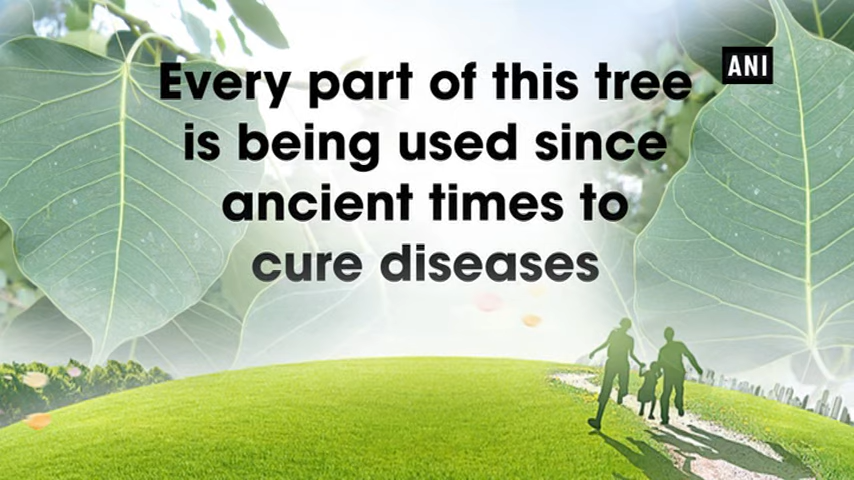 ANI
Every part of this tree
is being used since
ancient times to
cure diseases